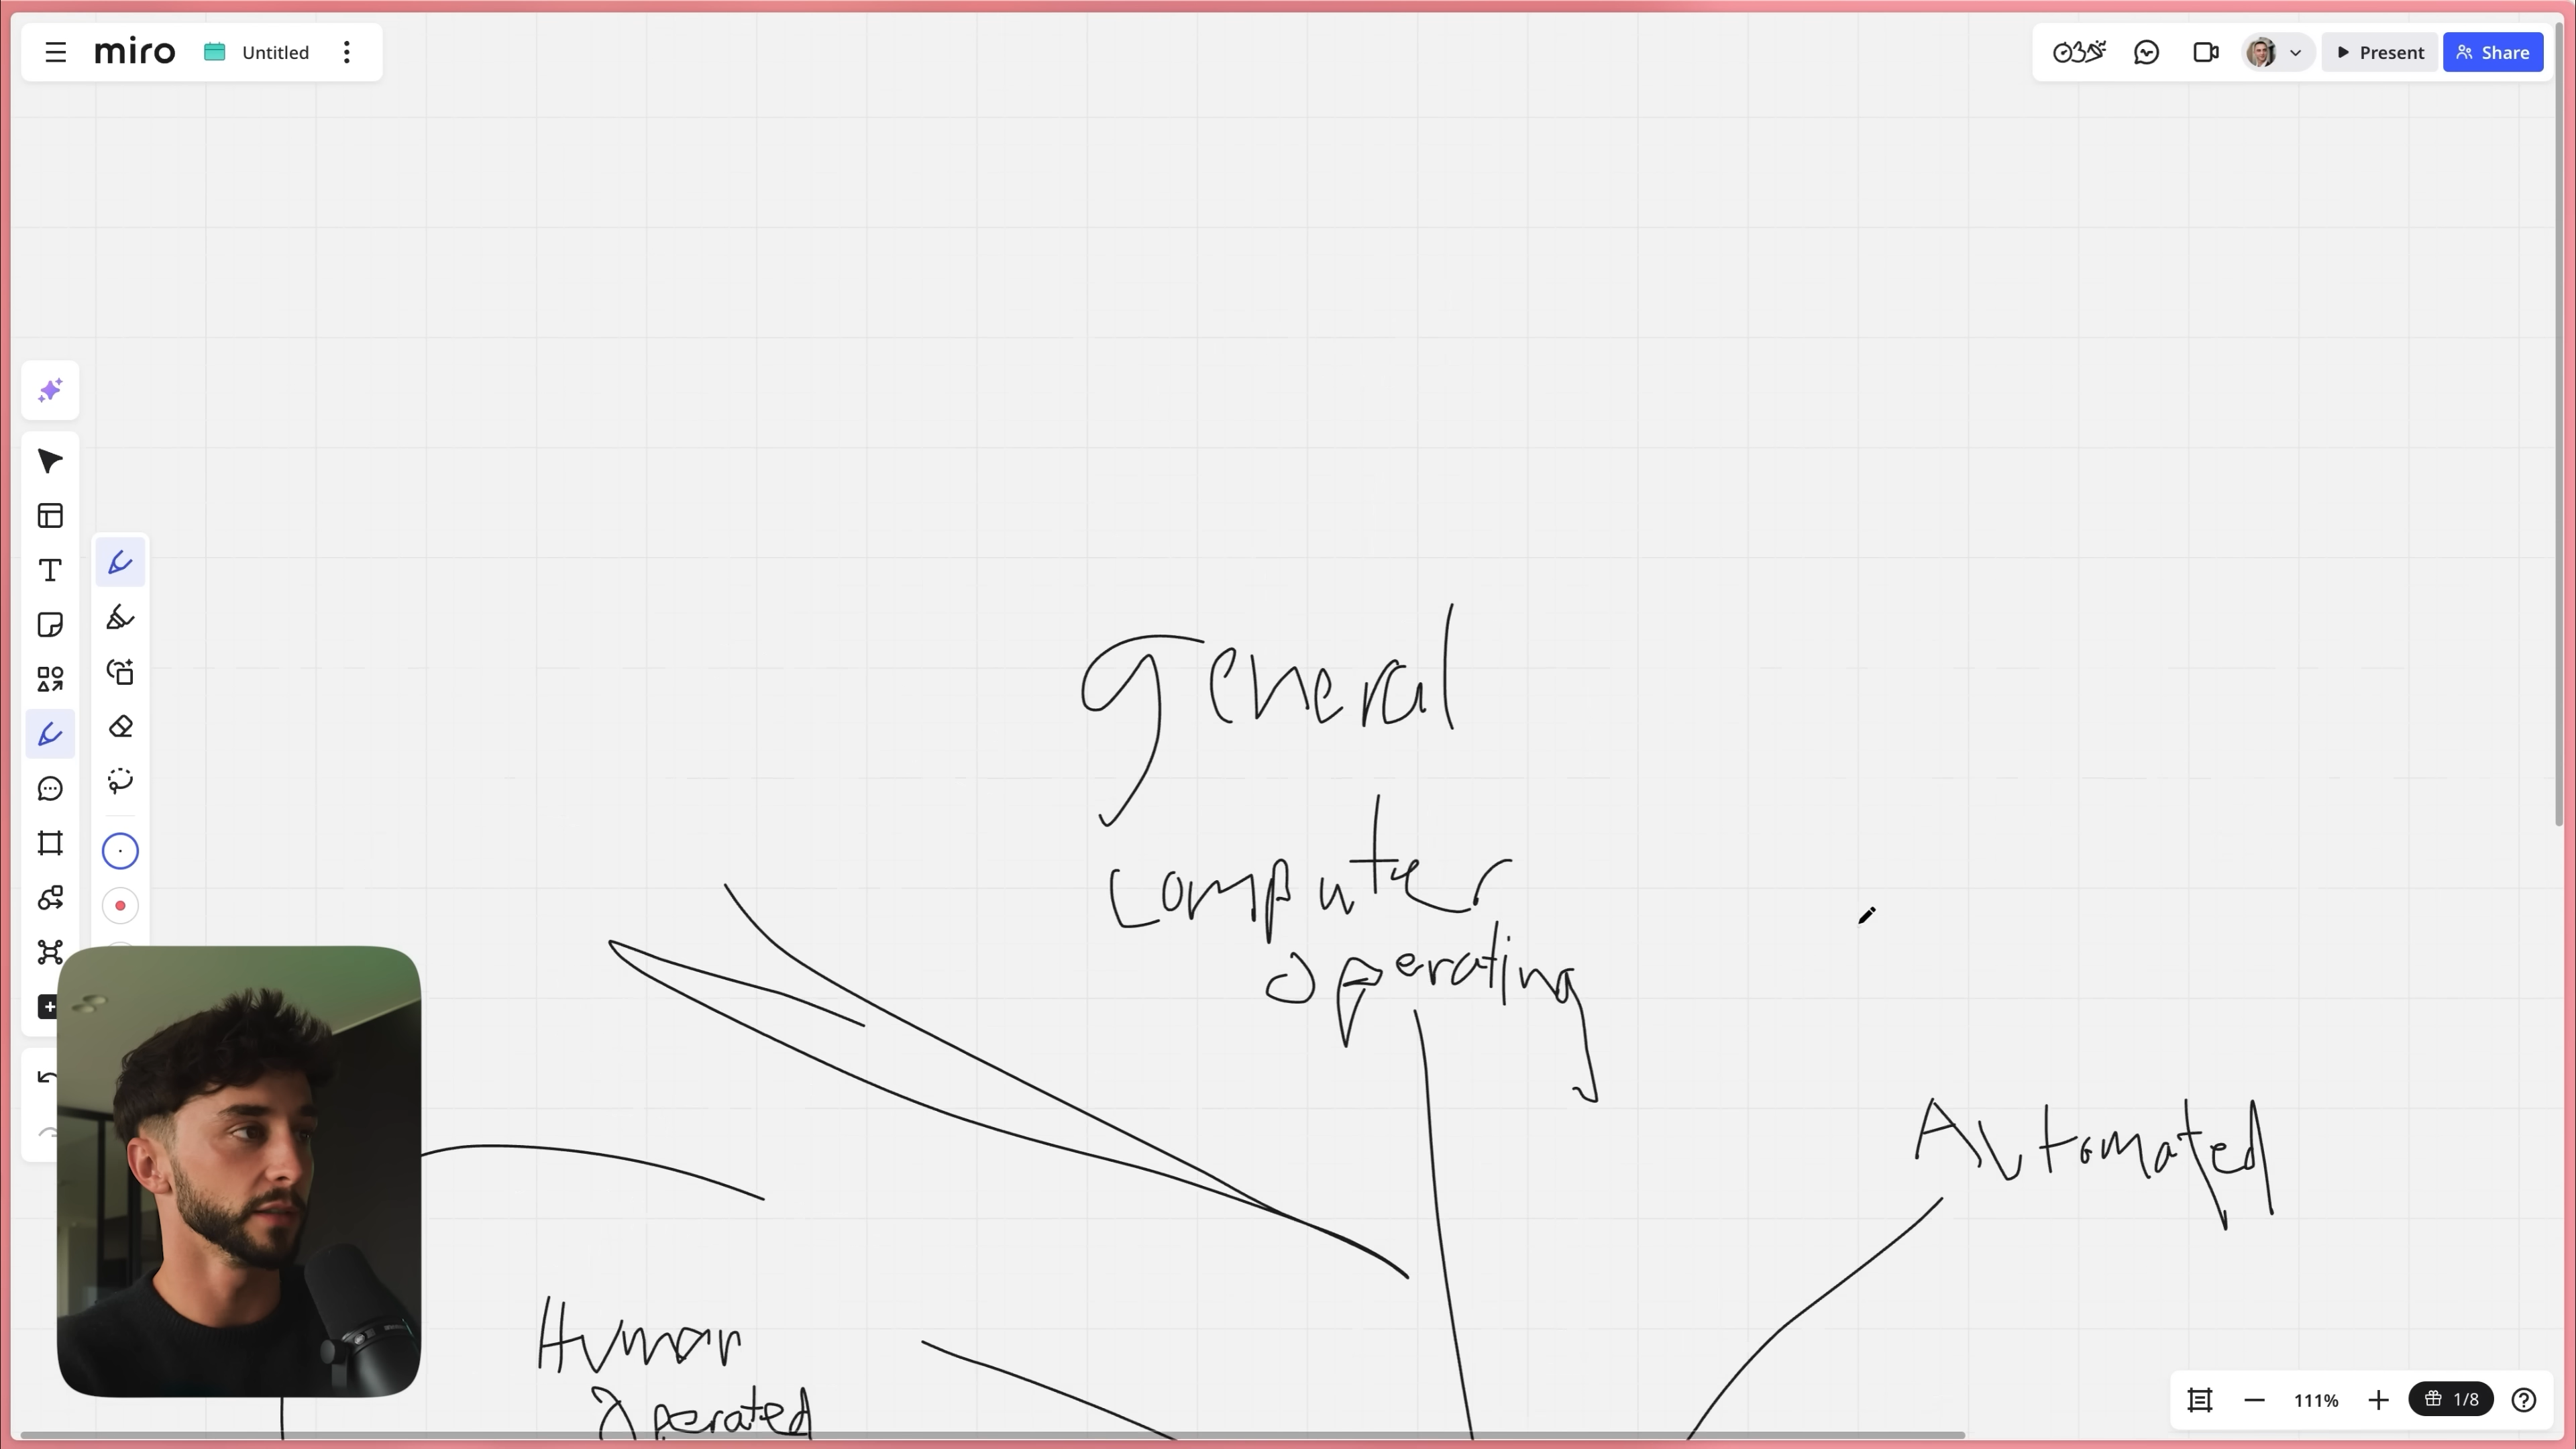 miro Untitled
Present Share
General
Computer
Operating
Automated
Human
Operated
111% 1/8